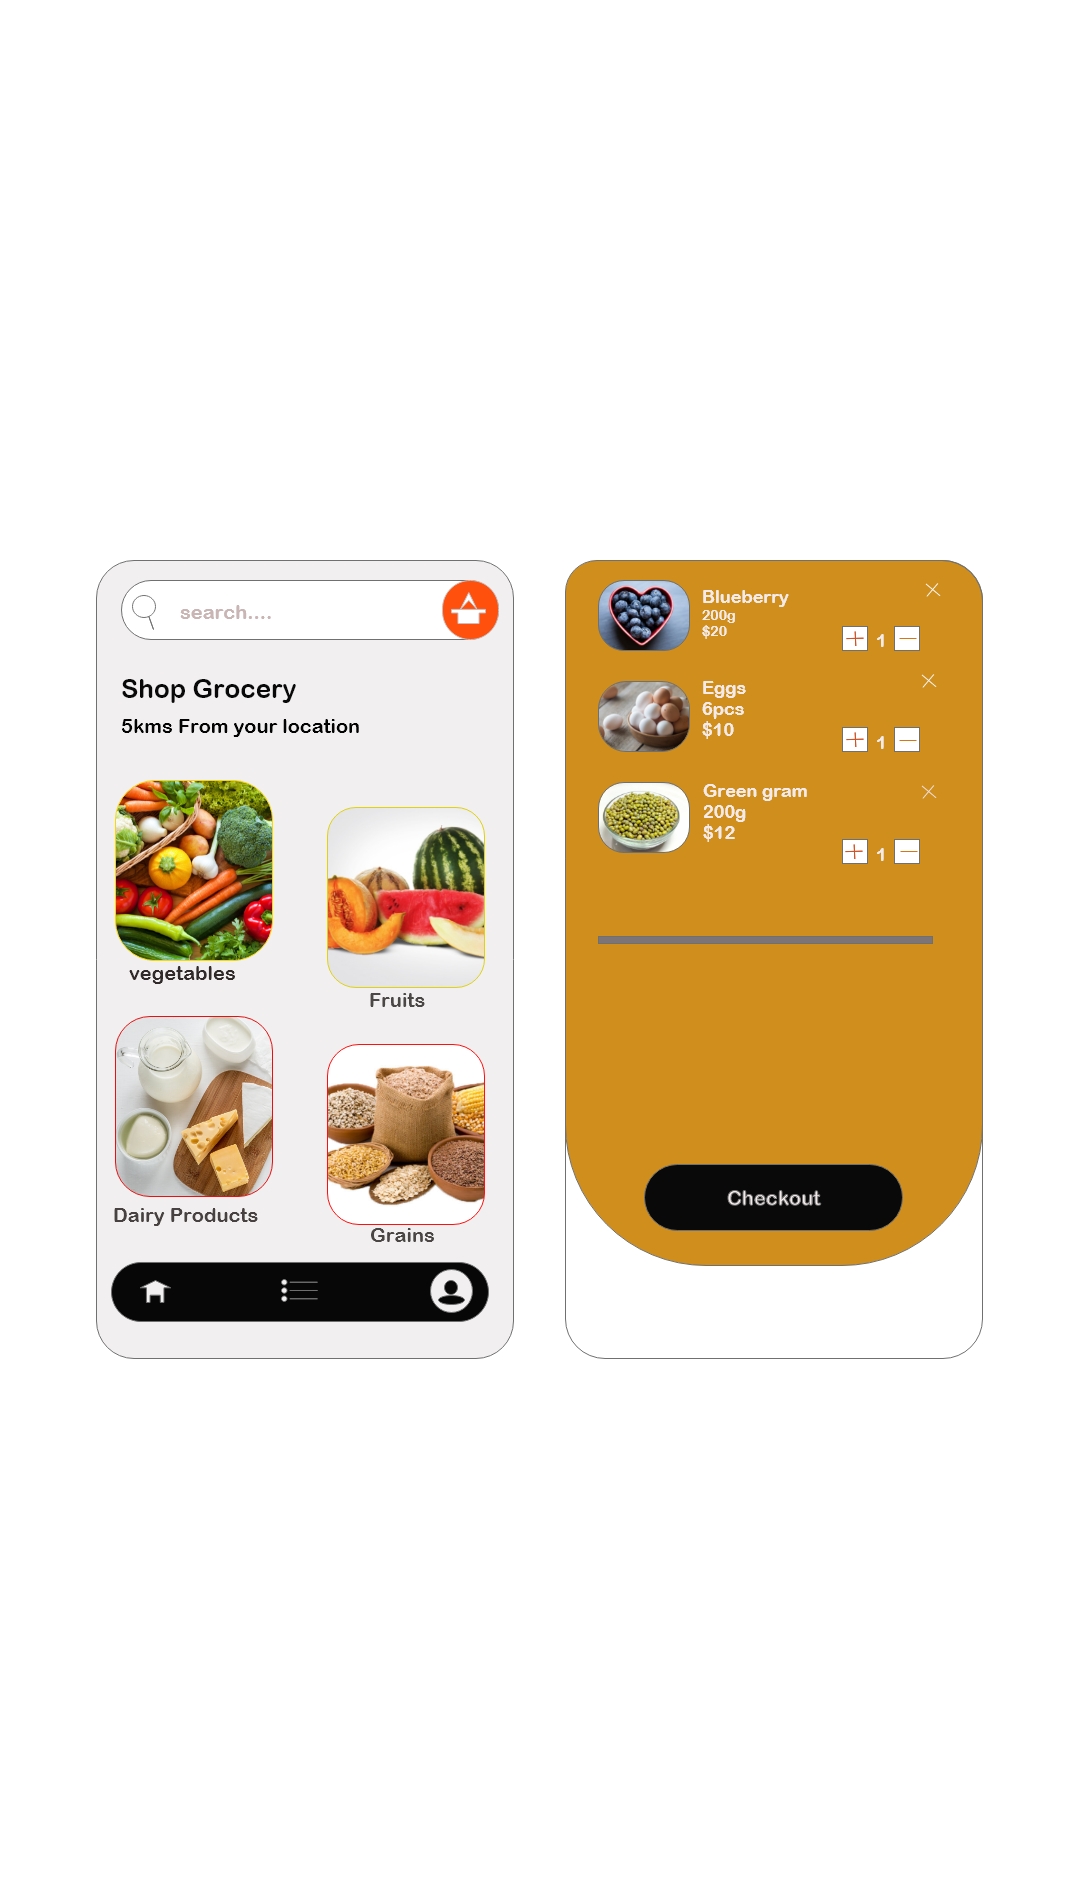 search....
Shop Grocery
5kms From your location
vegetables
Fruits
Dairy Products
Grains
Blueberry
200g
$20
1
Eggs
6pcs
$10
1
Green gram
200g
$12
1
Checkout